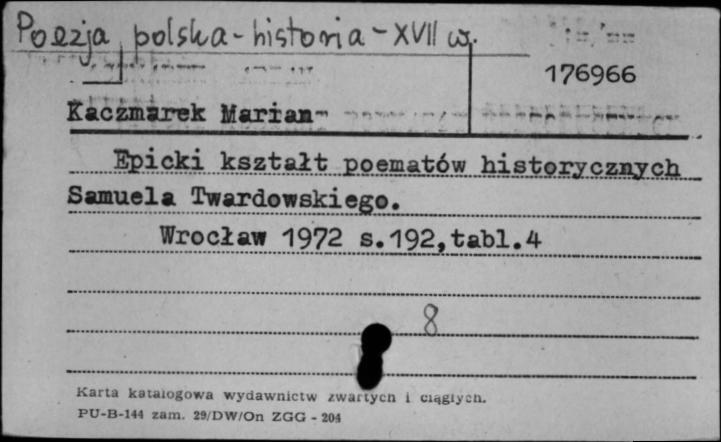 Poezja polska - historia - XVII w.
176966
Kaczmarek Marian
Epicki kształt poematów historycznych
Samuela Twardowskiego.
Wrocław 1972 s.192,tabl.4
8
Karta katalogowa wydawnictw zwartych i ciągłych.
PU-B-144 zam. 29/DW/On ZGG - 204